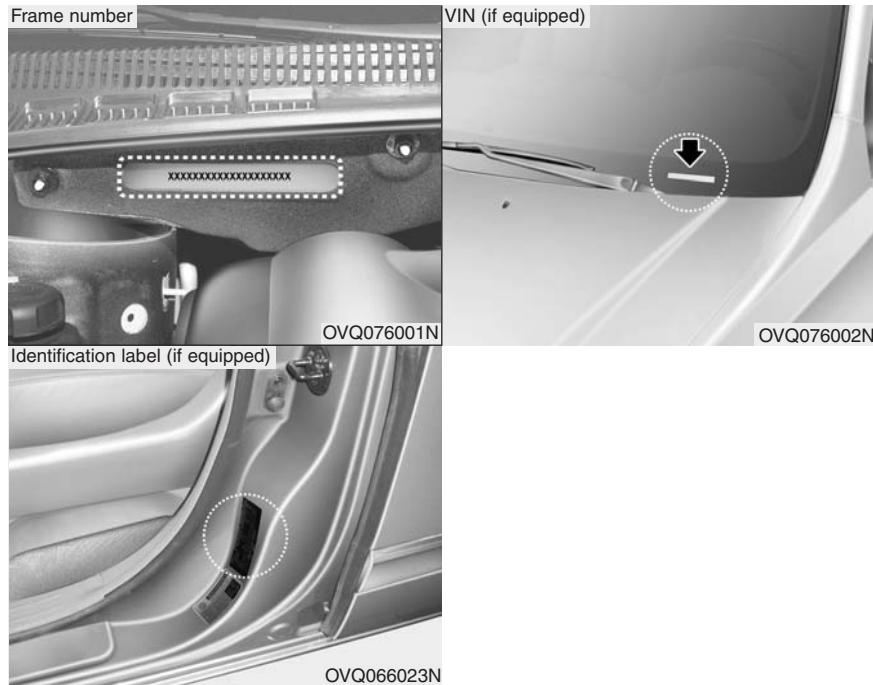 Frame number
XXXXXXXXXXXXXXXXXXXX
OVQ076001N
VIN (if equipped)
OVQ076002N
Identification label (if equipped)
OVQ066023N